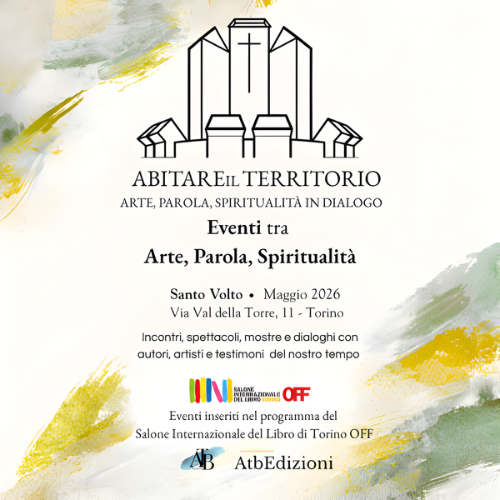 ABITARE IL TERRITORIO
ARTE, PAROLA, SPIRITUALITÀ IN DIALOGO
Eventi tra
Arte, Parola, Spiritualità
Santo Volto • Maggio 2026
Via Val della Torre, 11 - Torino
Incontri, spettacoli, mostre e dialoghi con
autori, artisti e testimoni del nostro tempo
SALONE
INTERNAZIONALE
DEL LIBRO TORINO
OFF
Eventi inseriti nel programma del
Salone Internazionale del Libro di Torino OFF
ATB AtbEdizioni